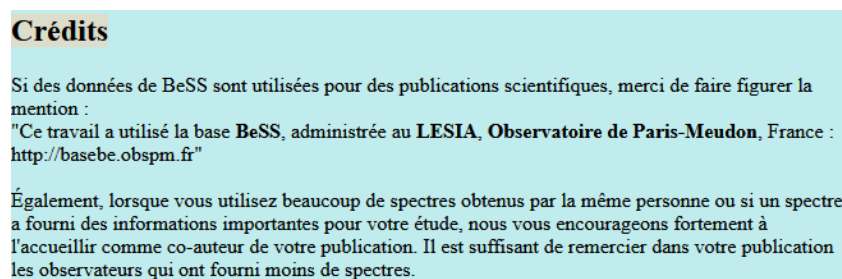 Crédits
Si des données de BeSS sont utilisées pour des publications scientifiques, merci de faire figurer la
mention :
"Ce travail a utilisé la base BeSS, administrée au LESIA, Observatoire de Paris-Meudon, France :
http://basebe.obspm.fr"
Également, lorsque vous utilisez beaucoup de spectres obtenus par la même personne ou si un spectre
a fourni des informations importantes pour votre étude, nous vous encourageons fortement à
l'accueillir comme co-auteur de votre publication. Il est suffisant de remercier dans votre publication
les observateurs qui ont fourni moins de spectres.